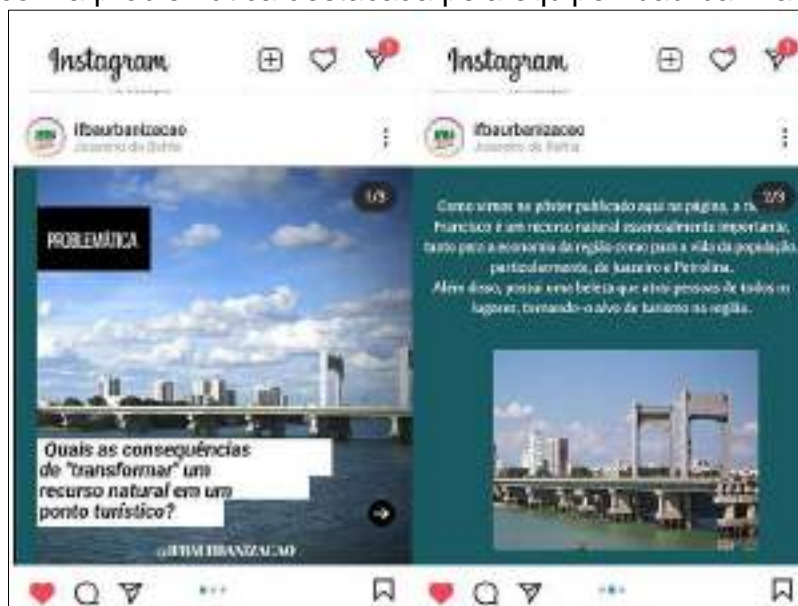 Instagram
ifbaurbanizacao
Juazeiro da Bahia
1/3
PROBLEMÁTICA
Quais as consequências
de "transformar" um
recurso natural em um
ponto turístico?
@IFBAURBANIZACAO
Instagram
ifbaurbanizacao
Juazeiro da Bahia
2/3
Como vimos no pôster publicado aqui na página, o
Francisco é um recurso natural essencialmente importante,
tanto para a economia da região como para a vida da população,
particularmente, de Juazeiro e Petrolina.
Além disso, possui uma beleza que atrai pessoas de todos os
lugares, tornando-o alvo de turismo na região.